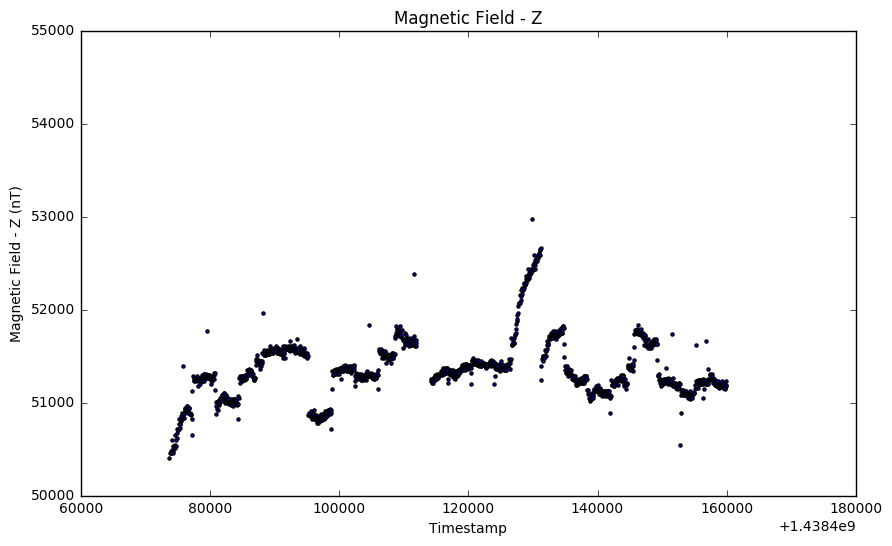 Magnetic Field - Z
55000
54000
53000
52000
51000
50000
Magnetic Field - Z (nT)
60000 80000 100000 120000 140000 160000 180000
Timestamp
+1.4384e9